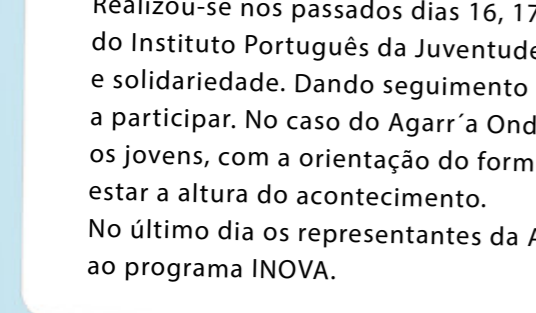 Realizou-se nos passados dias 16, 17
do Instituto Português da Juventude
e solidariedade. Dando seguimento
a participar. No caso do Agarr´a Ond
os jovens, com a orientação do form
estar a altura do acontecimento.
No último dia os representantes da A
ao programa INOVA.